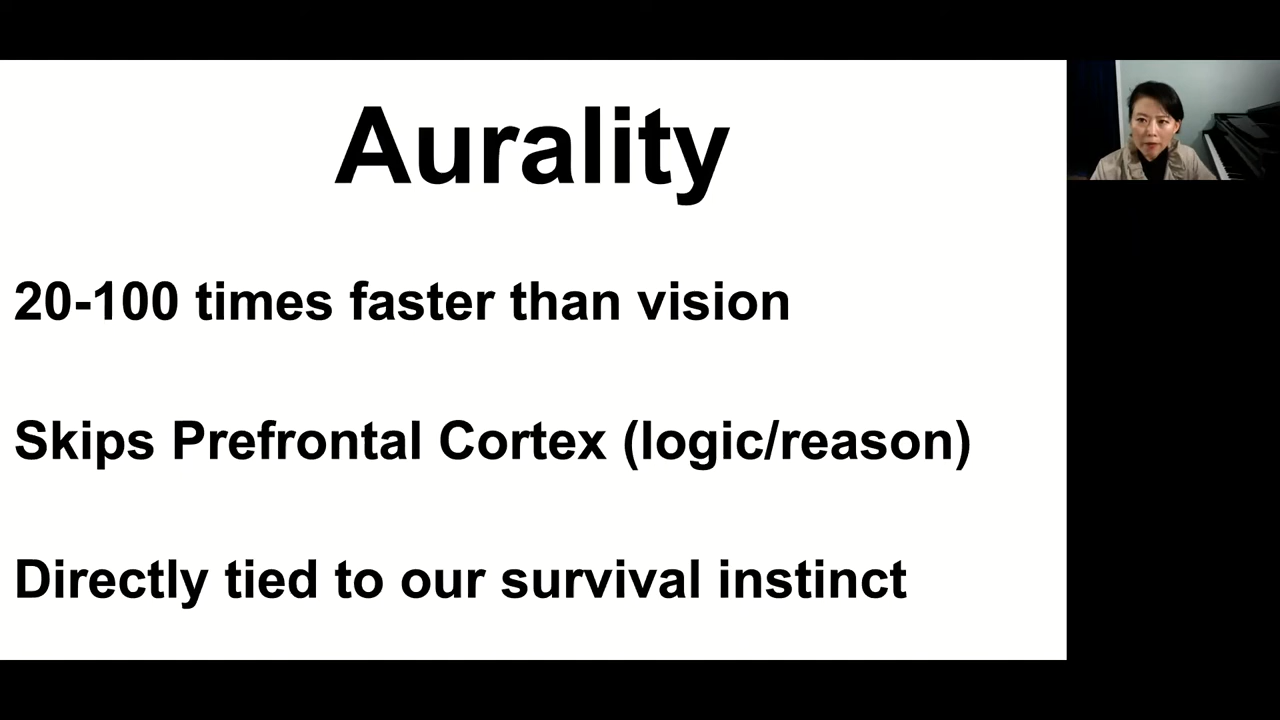 Aurality
20-100 times faster than vision
Skips Prefrontal Cortex (logic/reason)
Directly tied to our survival instinct